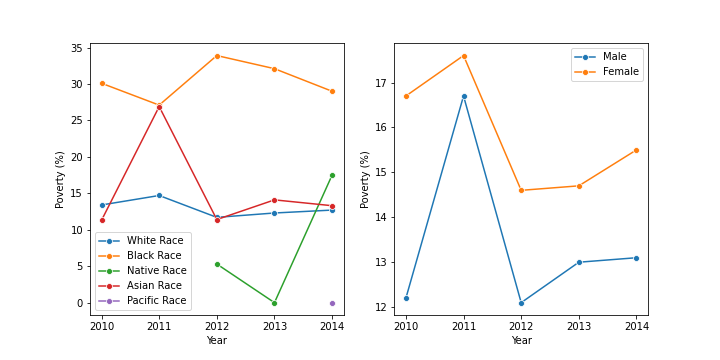 35
30
25
20
15
10
5
0
Poverty (%)
White Race
Black Race
Native Race
Asian Race
Pacific Race
2010 2011 2012 2013 2014
Year
17
16
15
14
13
12
Poverty (%)
Male
Female
2010 2011 2012 2013 2014
Year